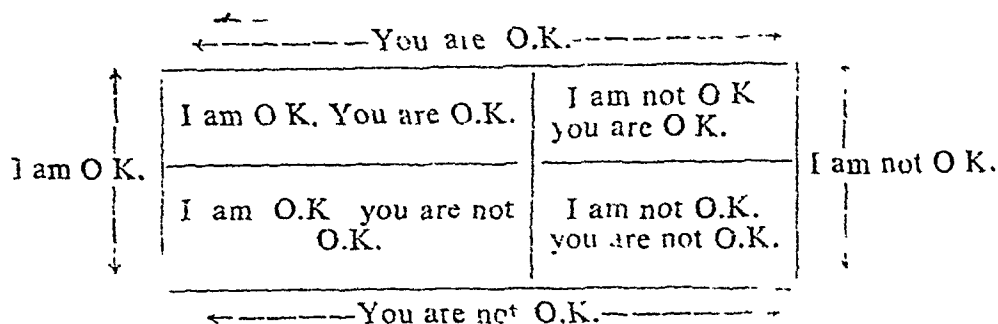 You are O.K.
I am O K. You are O.K.
I am not O K
you are O K.
I am O K.
I am not O K.
I am O.K you are not
O.K.
I am not O.K.
you are not O.K.
You are not O.K.